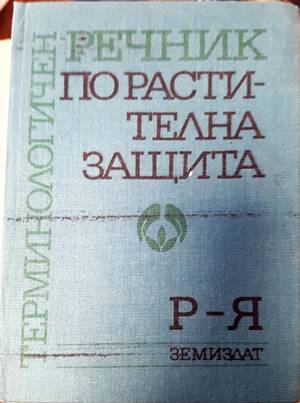 ТЕРМИНОЛОГИЧЕН
РЕЧНИК
ПО РАСТИ-
ТЕЛНА
ЗАЩИТА
Р-Я
ЗЕМИЗДАТ